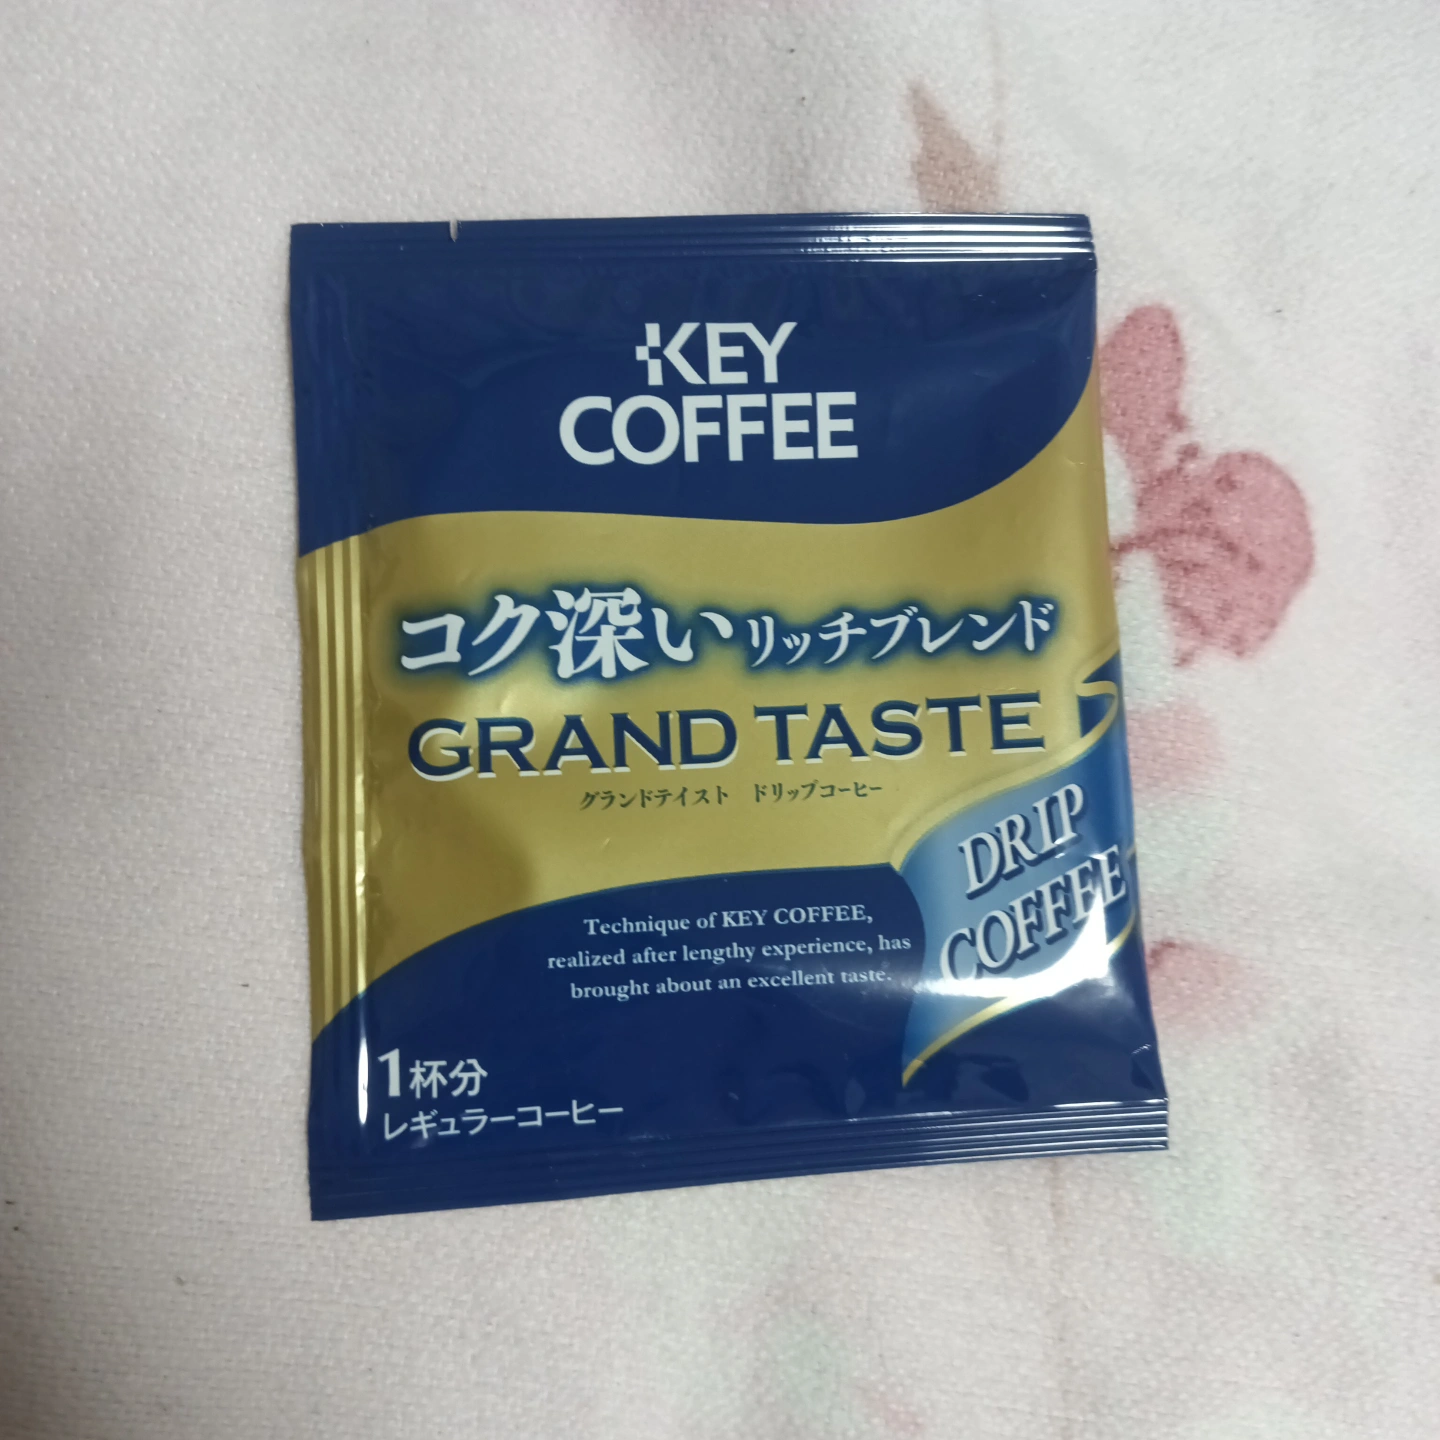 KEY
COFFEE
コク深いリッチブレンド
GRAND TASTE
グランドテイスト ドリップコーヒー
DRIP
COFFEE
Technique of KEY COFFEE,
realized after lengthy experience, has
brought about an excellent taste.
1杯分
レギュラーコーヒー